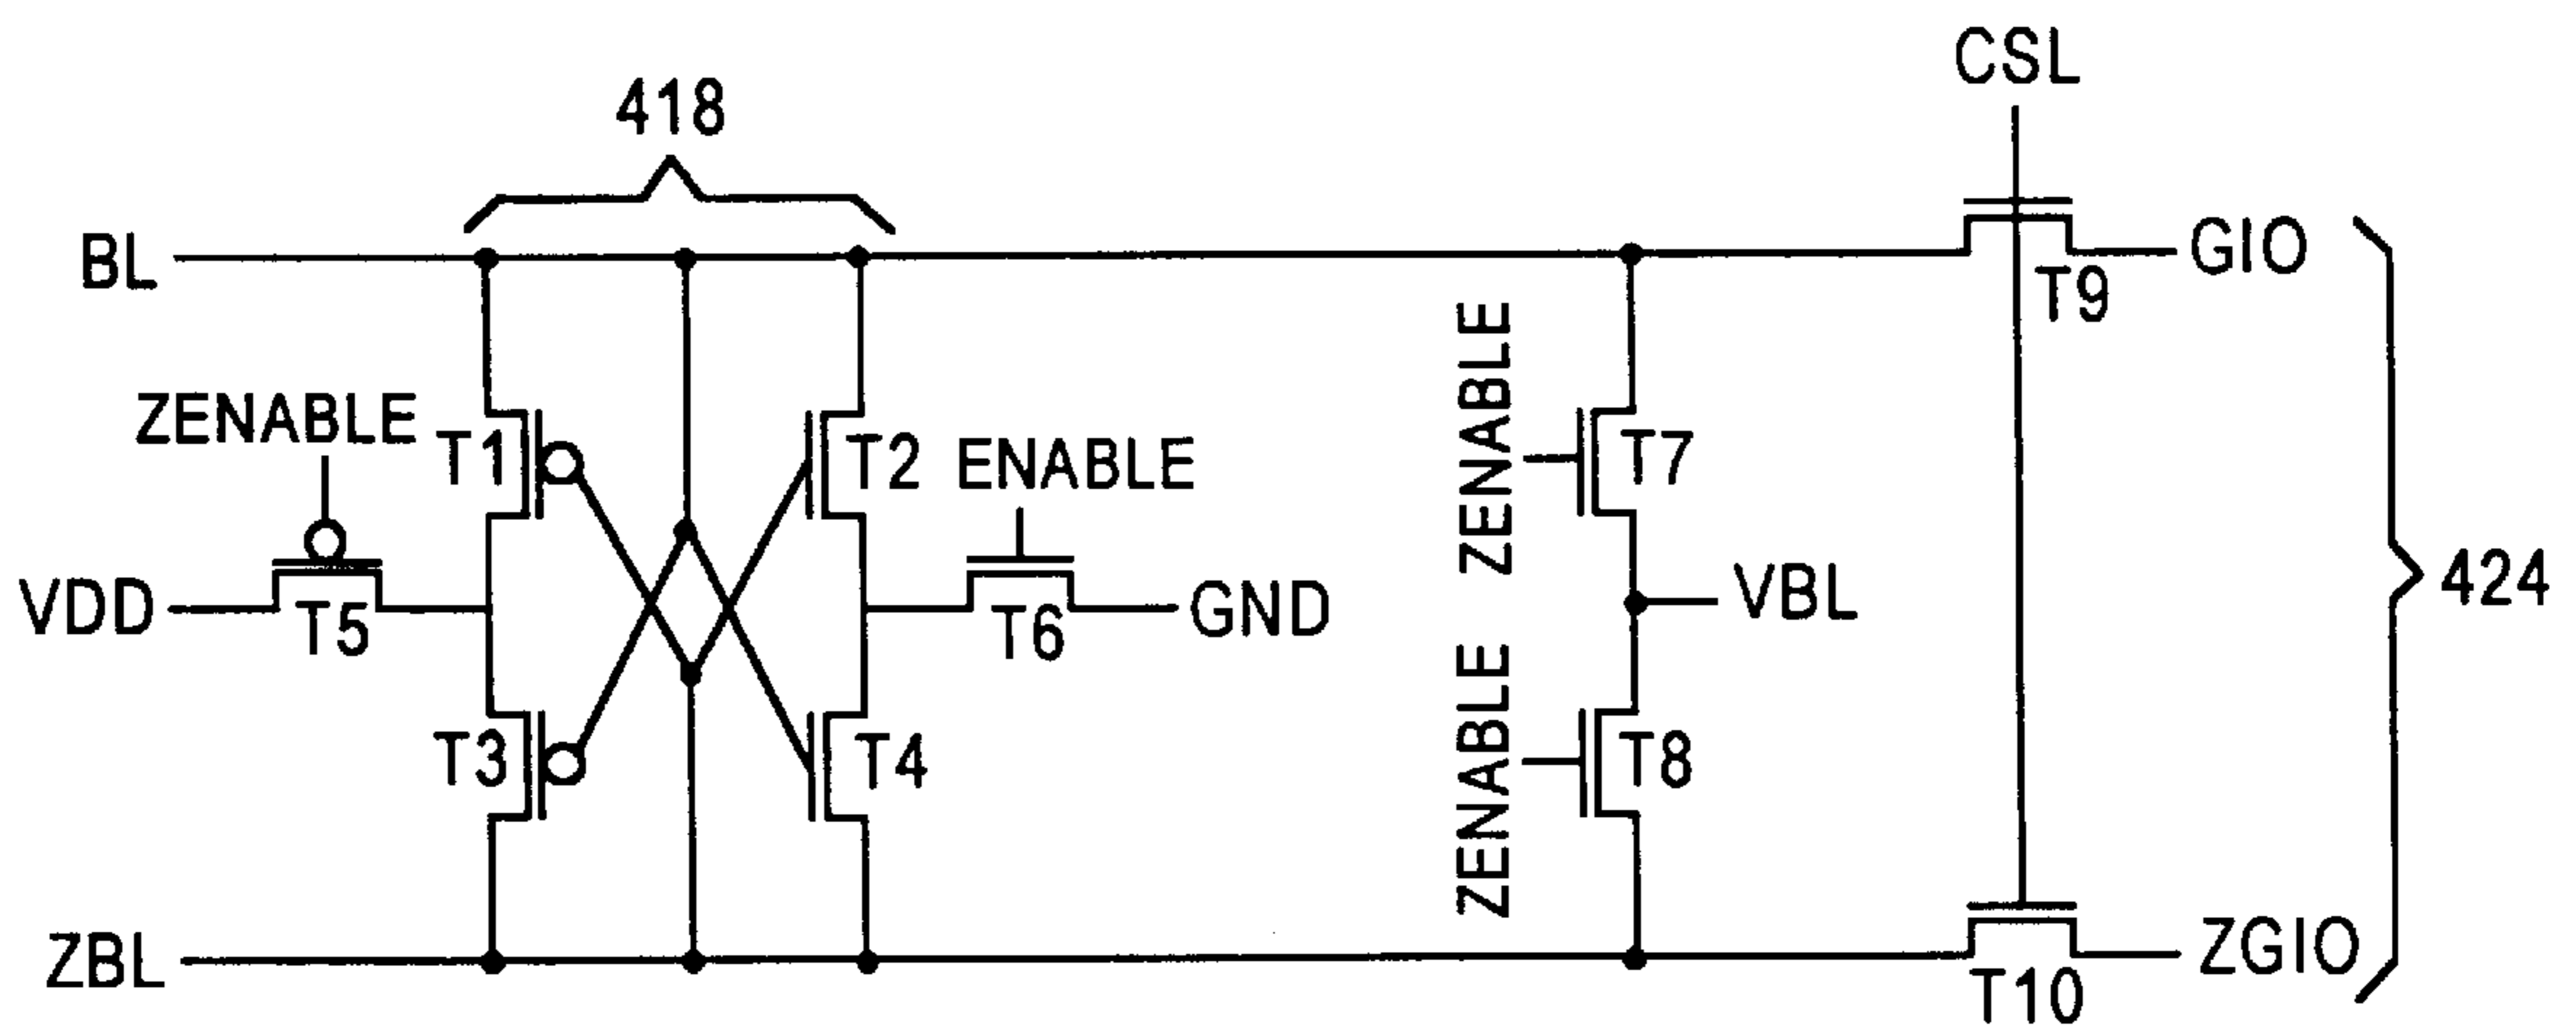 CSL
418
BL
GIO
T9
ZENABLE
T1
T2
ENABLE
ZENABLE
T7
VDD
T5
T6
GND
VBL
424
T3
T4
ZENABLE
T8
ZBL
ZGIO
T10